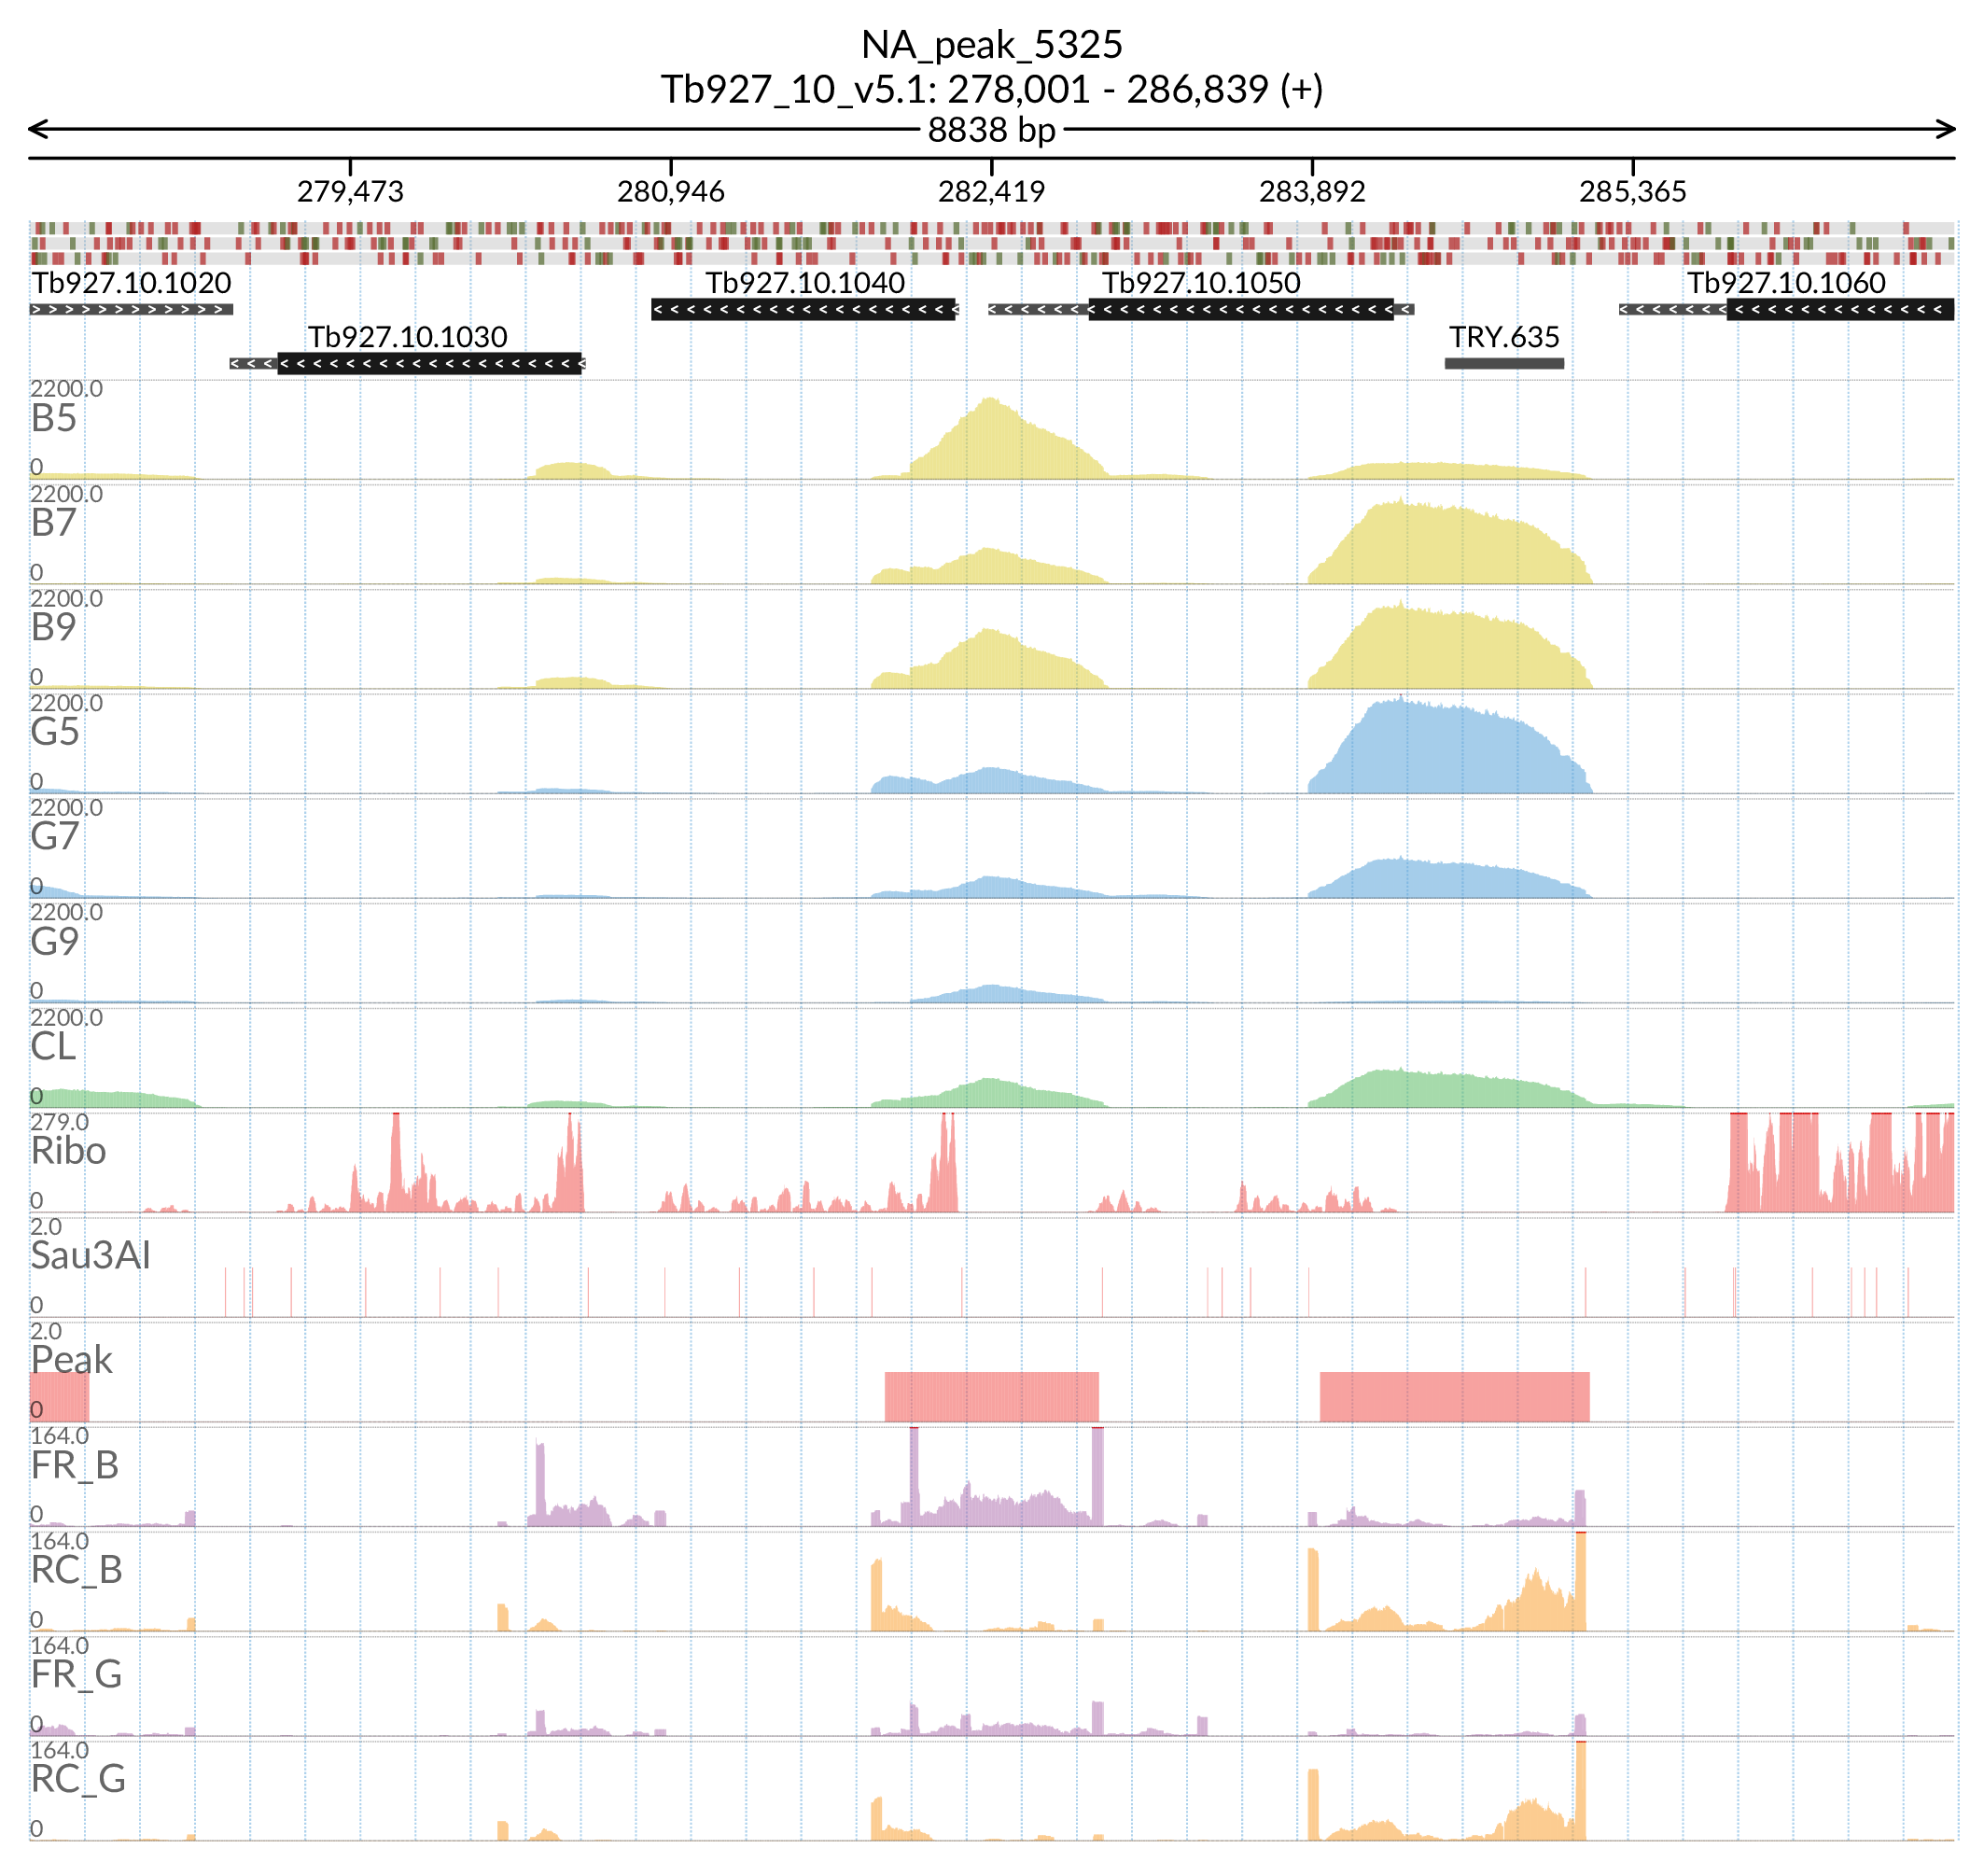 NA_peak_5325
Tb927_10_v5.1: 278,001 - 286,839 (+)
8838 bp
279,473 280,946 282,419 283,892 285,365
Tb927.10.1020 Tb927.10.1040 Tb927.10.1050 Tb927.10.1060
Tb927.10.1030 TRY.635
2200.0
B5
0
2200.0
B7
0
2200.0
B9
0
2200.0
G5
0
2200.0
G7
0
2200.0
G9
0
2200.0
CL
0
279.0
Ribo
0
2.0
Sau3AI
0
2.0
Peak
0
164.0
FR_B
0
164.0
RC_B
0
164.0
FR_G
0
164.0
RC_G
0